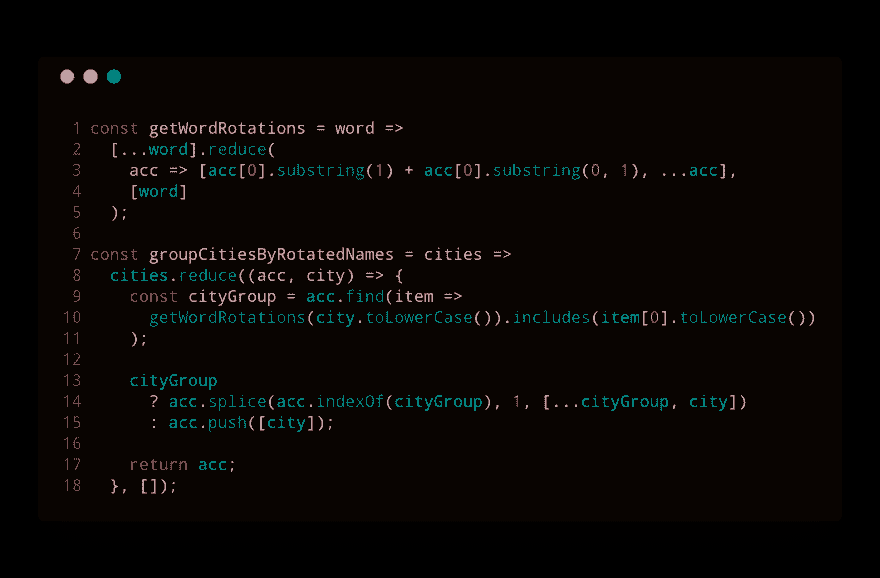 1 const getWordRotations = word =>
2   [...word].reduce(
3     acc => [acc[0].substring(1) + acc[0].substring(0, 1), ...acc],
4     [word]
5   );
6
7 const groupCitiesByRotatedNames = cities =>
8   cities.reduce((acc, city) => {
9     const cityGroup = acc.find(item =>
10       getWordRotations(city.toLowerCase()).includes(item[0].toLowerCase())
11     );
12
13     cityGroup
14       ? acc.splice(acc.indexOf(cityGroup), 1, [...cityGroup, city])
15       : acc.push([city]);
16
17     return acc;
18   }, []);